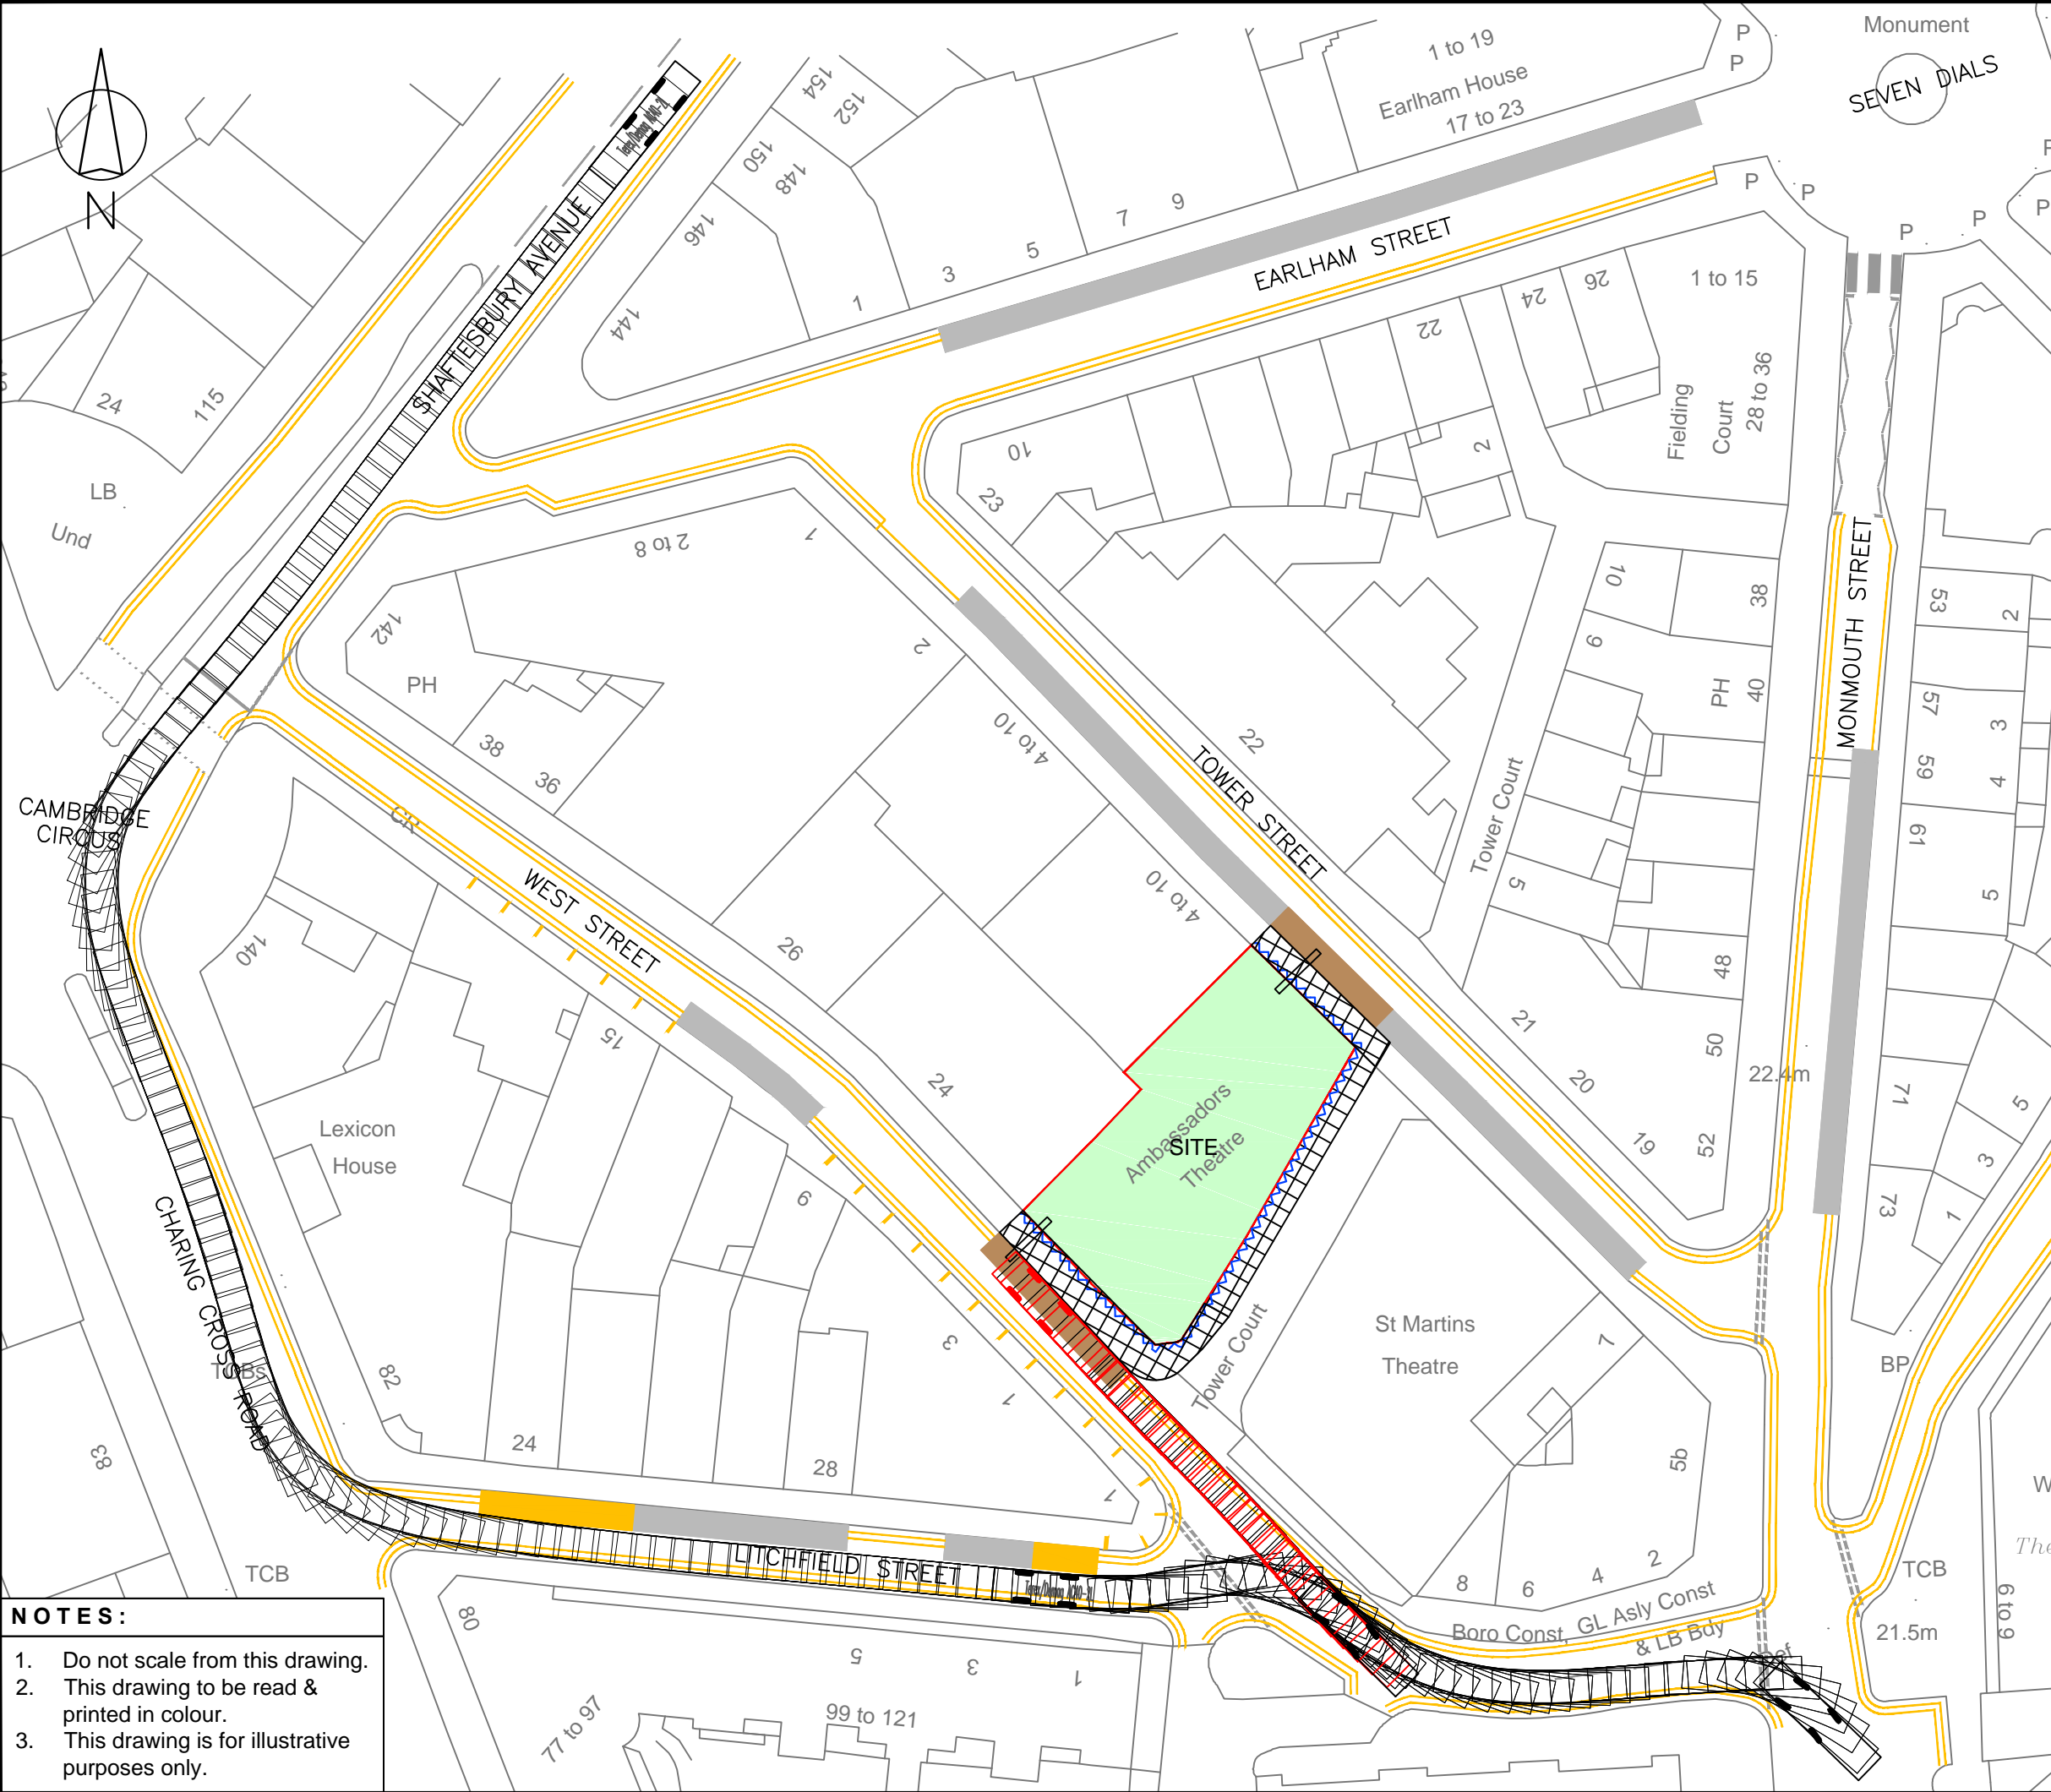 Monument
SEVEN DIALS
1 to 19
Earlham House
17 to 23
P
P
P
P
P
P
P
154
152
150
148
146
144
1
3
5
7
9
EARLHAM STREET
SHAFTESBURY AVENUE
N
24
115
LB
Und
22
24
26
1 to 15
Fielding
Court
28 to 36
10
23
2
2 to 8
1
2
142
PH
38
36
4 to 10
22
TOWER STREET
Tower Court
10
9
5
38
PH
40
48
50
52
MONMOUTH STREET
53
57
59
61
71
73
2
3
4
5
5
3
1
22.4m
CAMBRIDGE
CIRCUS
CR
WEST STREET
26
24
4 to 10
140
15
9
3
1
1
Lexicon
House
SITE
Ambassadors
Theatre
Tower Court
St Martins
Theatre
21
20
19
7
5b
8
6
4
2
BP
CHARING CROSS ROAD
TCBs
82
83
24
28
LITCHFIELD STREET
TCB
80
5
3
1
77 to 97
99 to 121
Boro Const, GL Asly Const
& LB Bdy
TCB
21.5m
6 to 9
The
W
NOTES:
1. Do not scale from this drawing.
2. This drawing to be read &
printed in colour.
3. This drawing is for illustrative
purposes only.